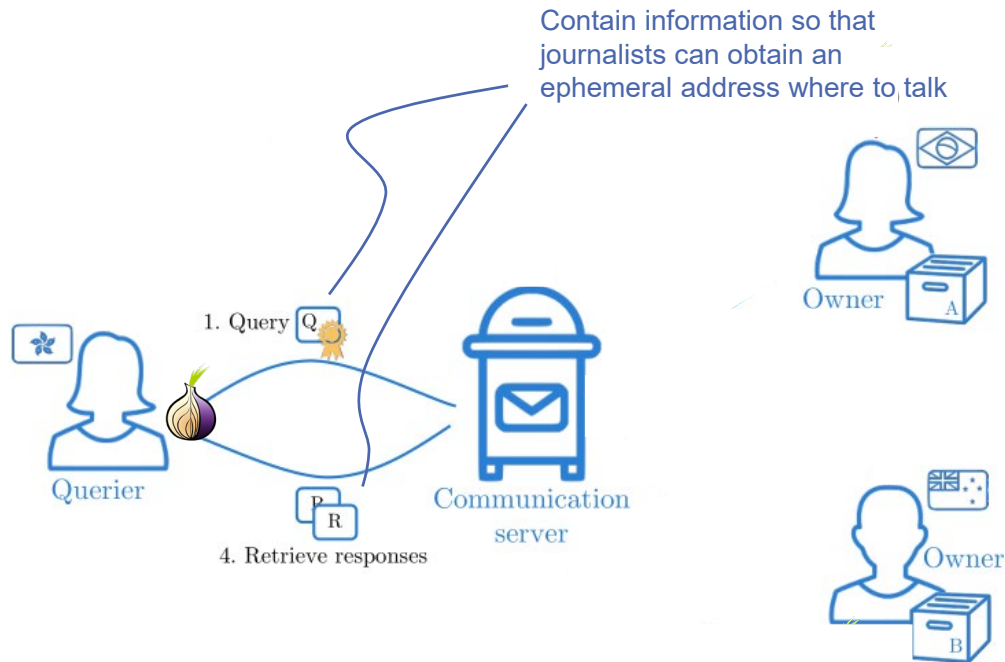 Contain information so that
journalists can obtain an
ephemeral address where to talk
Owner
A
1. Query Q
Querier
Communication
server
R
R
4. Retrieve responses
Owner
B